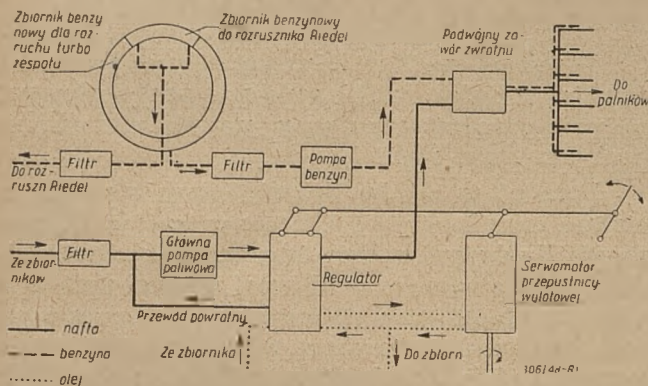 Zbiornik benzy
nowy dla roz-
ruchu turbo
zespołu
Zbiornik benzynowy
do rozrusznika Riedel
Podwójny za-
wór zwrotny
Do
palników
Filtr
Filtr
Pompa
benzyn
Do roz-
ruszn Riedel
Filtr
Główna
pompa
paliwowa
Ze zbior-
ników
Regulator
Serwomotor
przepustnicy
wylotowej
Przewód powrotny
nafta
benzyna
olej
Ze zbiornika
Do zbiorn